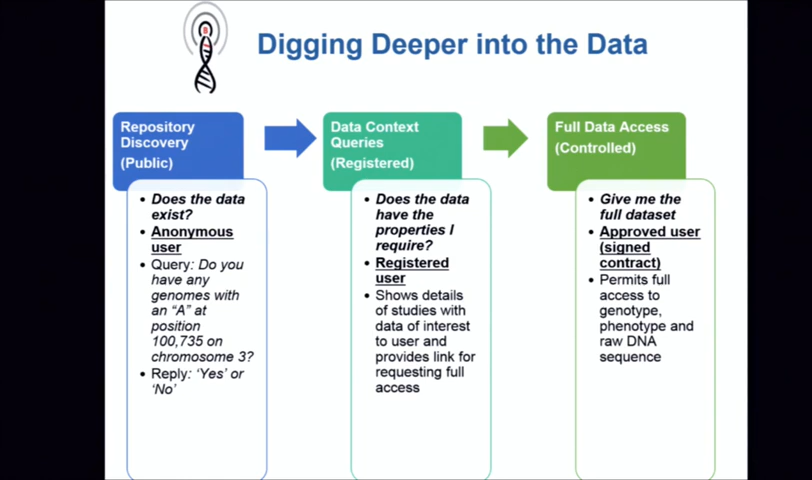 Digging Deeper into the Data
Repository
Discovery
(Public)
• Does the data
exist?
• Anonymous
user
• Query: Do you
have any
genomes with
an “A” at
position
100,735 on
chromosome 3?
• Reply: ‘Yes’ or
‘No’
Data Context
Queries
(Registered)
• Does the data
have the
properties I
require?
• Registered
user
• Shows details
of studies with
data of interest
to user and
provides link for
requesting full
access
Full Data Access
(Controlled)
• Give me the
full dataset
• Approved user
(signed
contract)
• Permits full
access to
genotype,
phenotype and
raw DNA
sequence